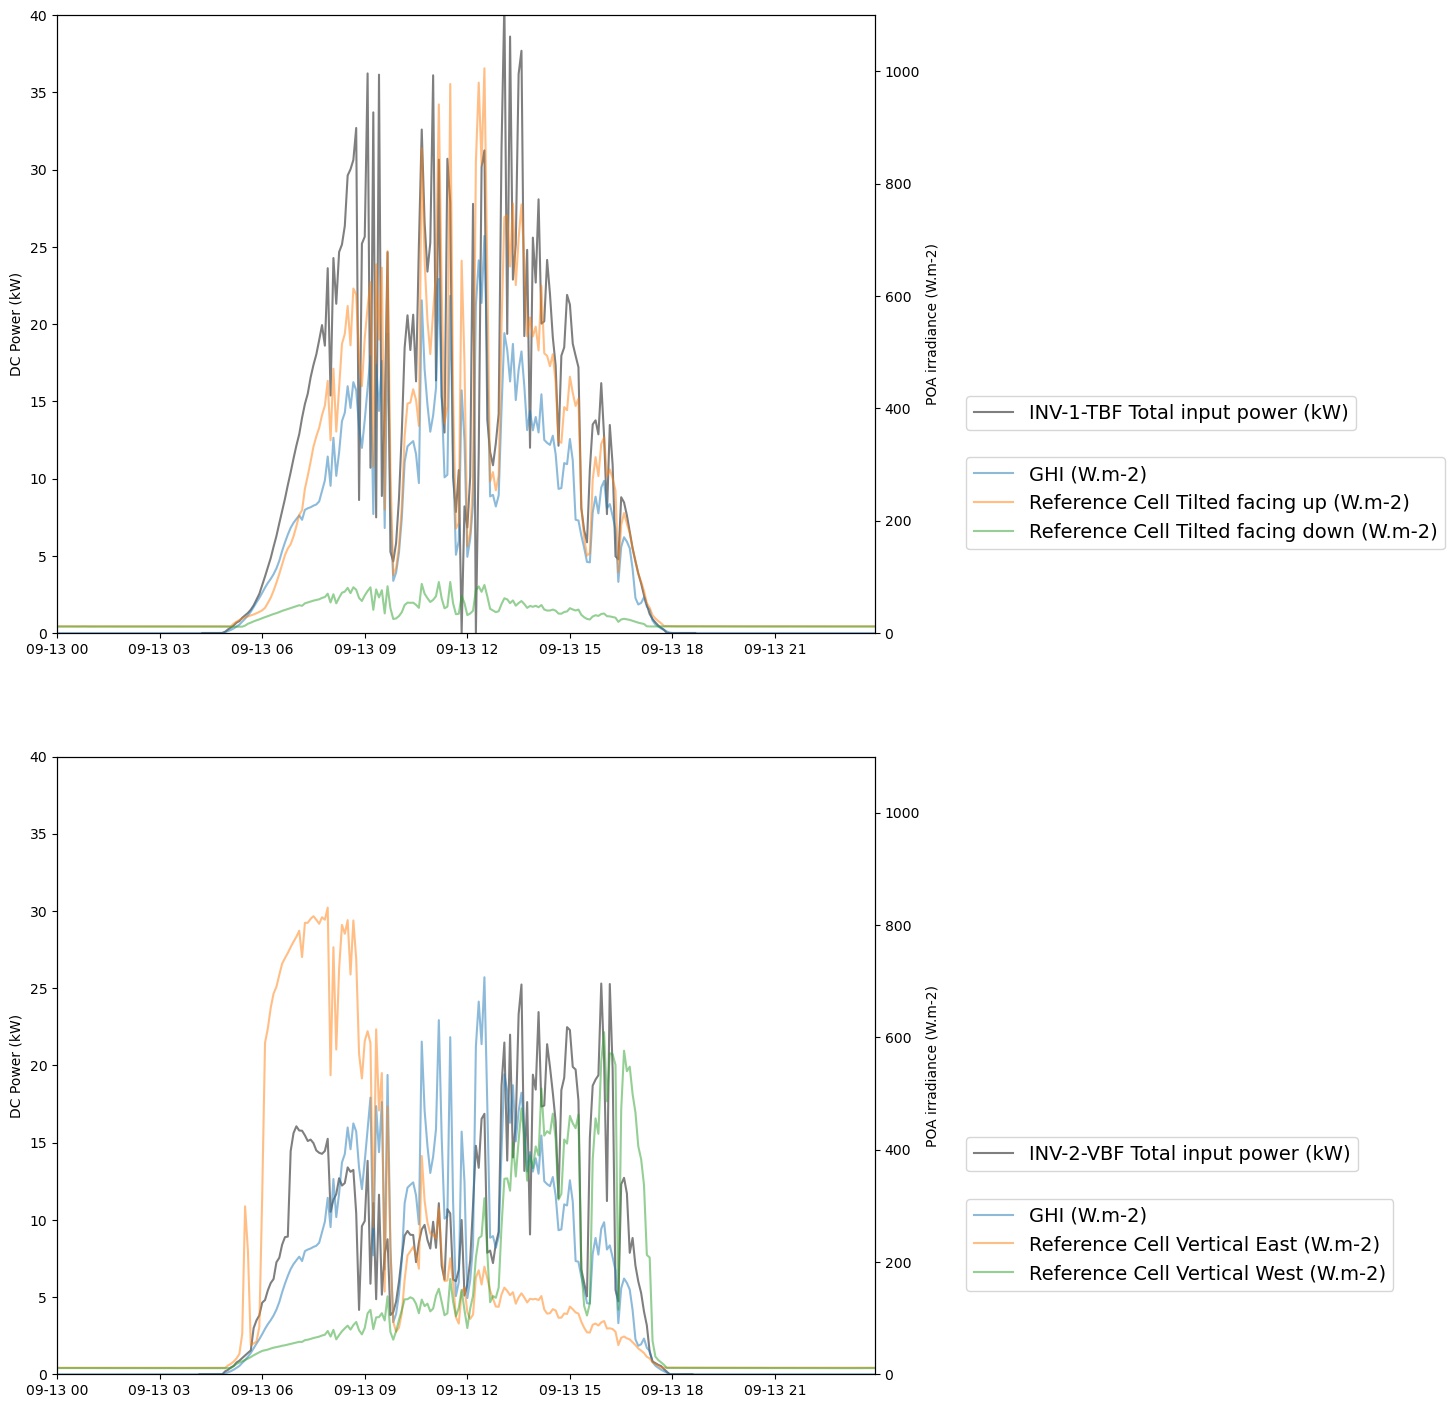 40
35
30
25
20
15
10
5
0
DC Power (kW)
1000
800
600
400
200
0
POA irradiance (W.m-2)
09-13 00 09-13 03 09-13 06 09-13 09 09-13 12 09-13 15 09-13 18 09-13 21
INV-1-TBF Total input power (kW)
GHI (W.m-2)
Reference Cell Tilted facing up (W.m-2)
Reference Cell Tilted facing down (W.m-2)
40
35
30
25
20
15
10
5
0
DC Power (kW)
1000
800
600
400
200
0
POA irradiance (W.m-2)
09-13 00 09-13 03 09-13 06 09-13 09 09-13 12 09-13 15 09-13 18 09-13 21
INV-2-VBF Total input power (kW)
GHI (W.m-2)
Reference Cell Vertical East (W.m-2)
Reference Cell Vertical West (W.m-2)